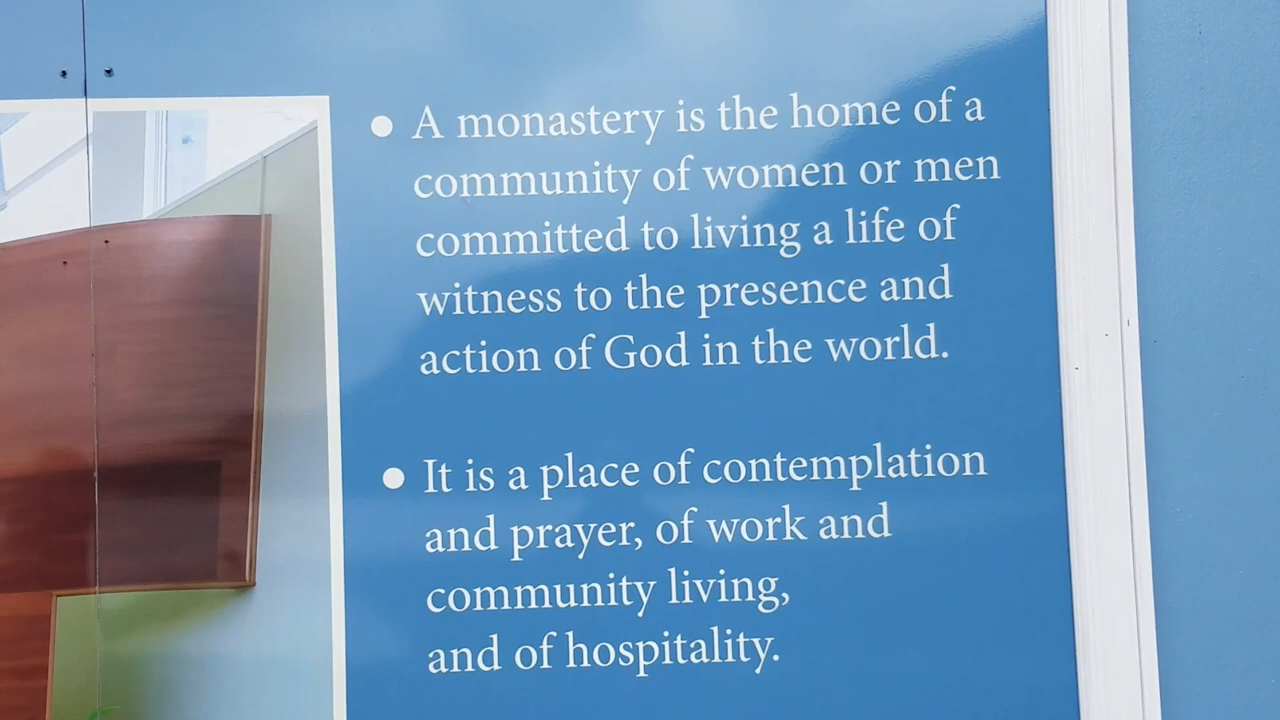 ● A monastery is the home of a
community of women or men
committed to living a life of
witness to the presence and
action of God in the world.
● It is a place of contemplation
and prayer, of work and
community living,
and of hospitality.